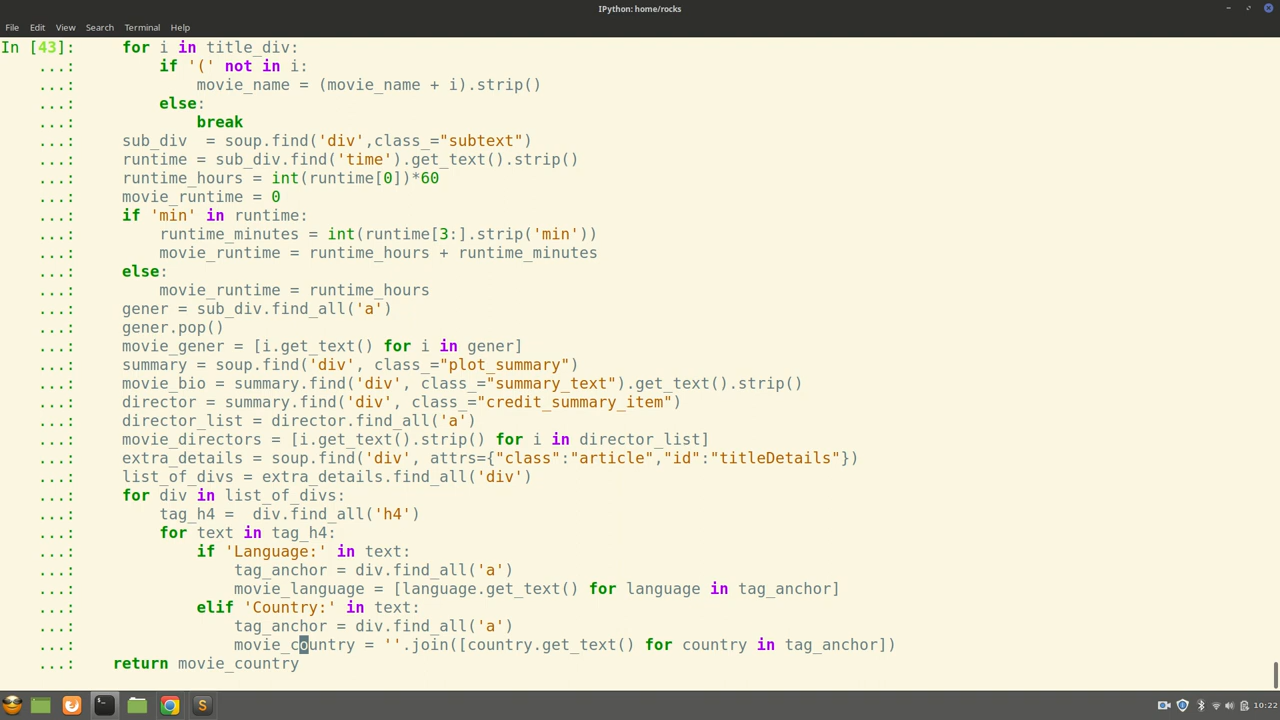 IPython: home/rocks
File Edit View Search Terminal Help
In [43]:     for i in title_div:
    ...:         if '(' not in i:
    ...:             movie_name = (movie_name + i).strip()
    ...:         else:
    ...:             break
    ...:     sub_div  = soup.find('div',class_="subtext")
    ...:     runtime = sub_div.find('time').get_text().strip()
    ...:     runtime_hours = int(runtime[0])*60
    ...:     movie_runtime = 0
    ...:     if 'min' in runtime:
    ...:         runtime_minutes = int(runtime[3:].strip('min'))
    ...:         movie_runtime = runtime_hours + runtime_minutes
    ...:     else:
    ...:         movie_runtime = runtime_hours
    ...:     gener = sub_div.find_all('a')
    ...:     gener.pop()
    ...:     movie_gener = [i.get_text() for i in gener]
    ...:     summary = soup.find('div', class_="plot_summary")
    ...:     movie_bio = summary.find('div', class_="summary_text").get_text().strip()
    ...:     director = summary.find('div', class_="credit_summary_item")
    ...:     director_list = director.find_all('a')
    ...:     movie_directors = [i.get_text().strip() for i in director_list]
    ...:     extra_details = soup.find('div', attrs={"class":"article","id":"titleDetails"})
    ...:     list_of_divs = extra_details.find_all('div')
    ...:     for div in list_of_divs:
    ...:         tag_h4 =  div.find_all('h4')
    ...:         for text in tag_h4:
    ...:             if 'Language:' in text:
    ...:                 tag_anchor = div.find_all('a')
    ...:                 movie_language = [language.get_text() for language in tag_anchor]
    ...:             elif 'Country:' in text:
    ...:                 tag_anchor = div.find_all('a')
    ...:                 movie_country = ''.join([country.get_text() for country in tag_anchor])
    ...:    return movie_country
10:22